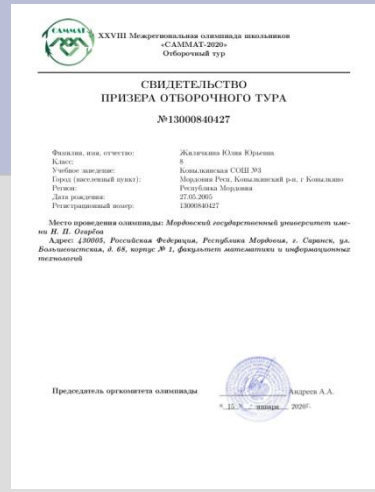 САММАТ
XXVIII Межрегиональная олимпиада школьников
«САММАТ-2020»
Отборочный тур
СВИДЕТЕЛЬСТВО
ПРИЗЕРА ОТБОРОЧНОГО ТУРА
№13000840427
Фамилия, имя, отчество: Жиличкина Юлия Юрьевна
Класс: 8
Учебное заведение: Ковылкинская СОШ №3
Город (населенный пункт): Мордовия Респ, Ковылкинский р-н, г Ковылкино
Регион: Республика Мордовия
Дата рождения: 27.05.2005
Регистрационный номер: 13000840427
Место проведения олимпиады: Мордовский государственный университет име-
ни Н. П. Огарёва
Адрес: 430005, Российская Федерация, Республика Мордовия, г. Саранск, ул.
Большевистская, д. 68, корпус № 1, факультет математики и информационных
технологий
Председатель оргкомитета олимпиады Андреев А.А.
« 15 » января 2020г.